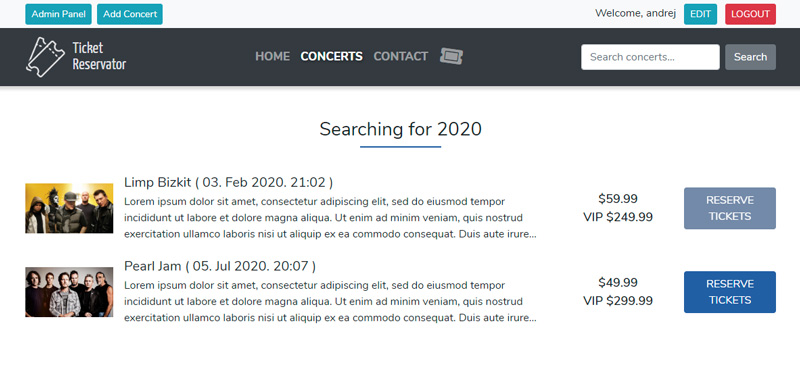 Admin Panel Add Concert Welcome, andrej EDIT LOGOUT
Ticket
Reservator
HOME CONCERTS CONTACT
Search concerts... Search
Searching for 2020
Limp Bizkit ( 03. Feb 2020. 21:02 )
Lorem ipsum dolor sit amet, consectetur adipiscing elit, sed do eiusmod tempor
incididunt ut labore et dolore magna aliqua. Ut enim ad minim veniam, quis nostrud
exercitation ullamco laboris nisi ut aliquip ex ea commodo consequat. Duis aute irure...
$59.99
VIP $249.99
RESERVE
TICKETS
Pearl Jam ( 05. Jul 2020. 20:07 )
Lorem ipsum dolor sit amet, consectetur adipiscing elit, sed do eiusmod tempor
incididunt ut labore et dolore magna aliqua. Ut enim ad minim veniam, quis nostrud
exercitation ullamco laboris nisi ut aliquip ex ea commodo consequat. Duis aute irure...
$49.99
VIP $299.99
RESERVE
TICKETS